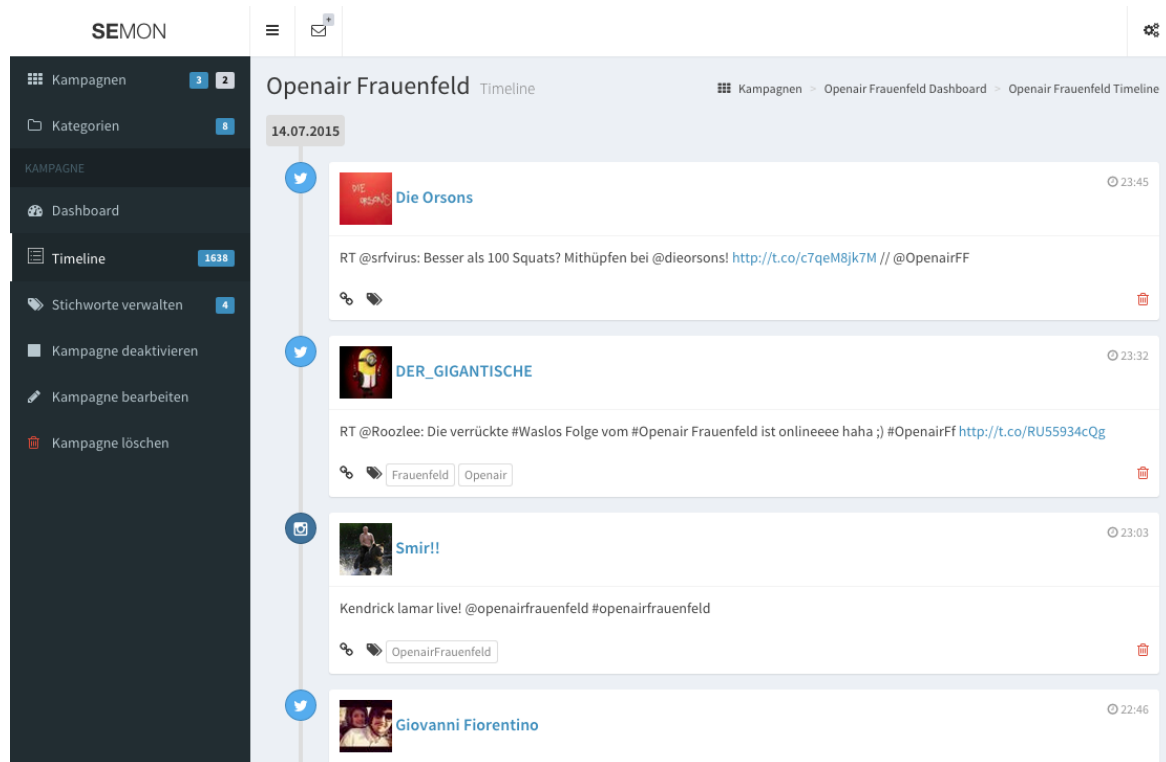 SEMON
Kampagnen 3 2
Kategorien 8
KAMPAGNE
Dashboard
Timeline 1638
Stichworte verwalten 4
Kampagne deaktivieren
Kampagne bearbeiten
Kampagne löschen
+
Openair Frauenfeld Timeline
Kampagnen > Openair Frauenfeld Dashboard > Openair Frauenfeld Timeline
14.07.2015
DIE ORSONS
Die Orsons
23:45
RT @srfvirus: Besser als 100 Squats? Mithüpfen bei @dieorsons! http://t.co/c7qeM8jk7M // @OpenairFF
DER_GIGANTISCHE
23:32
RT @Roozlee: Die verrückte #Waslos Folge vom #Openair Frauenfeld ist onlineeee haha ;) #OpenairFf http://t.co/RU55934cQg
Frauenfeld Openair
Smir!!
23:03
Kendrick lamar live! @openairfrauenfeld #openairfrauenfeld
OpenairFrauenfeld
Giovanni Fiorentino
22:46